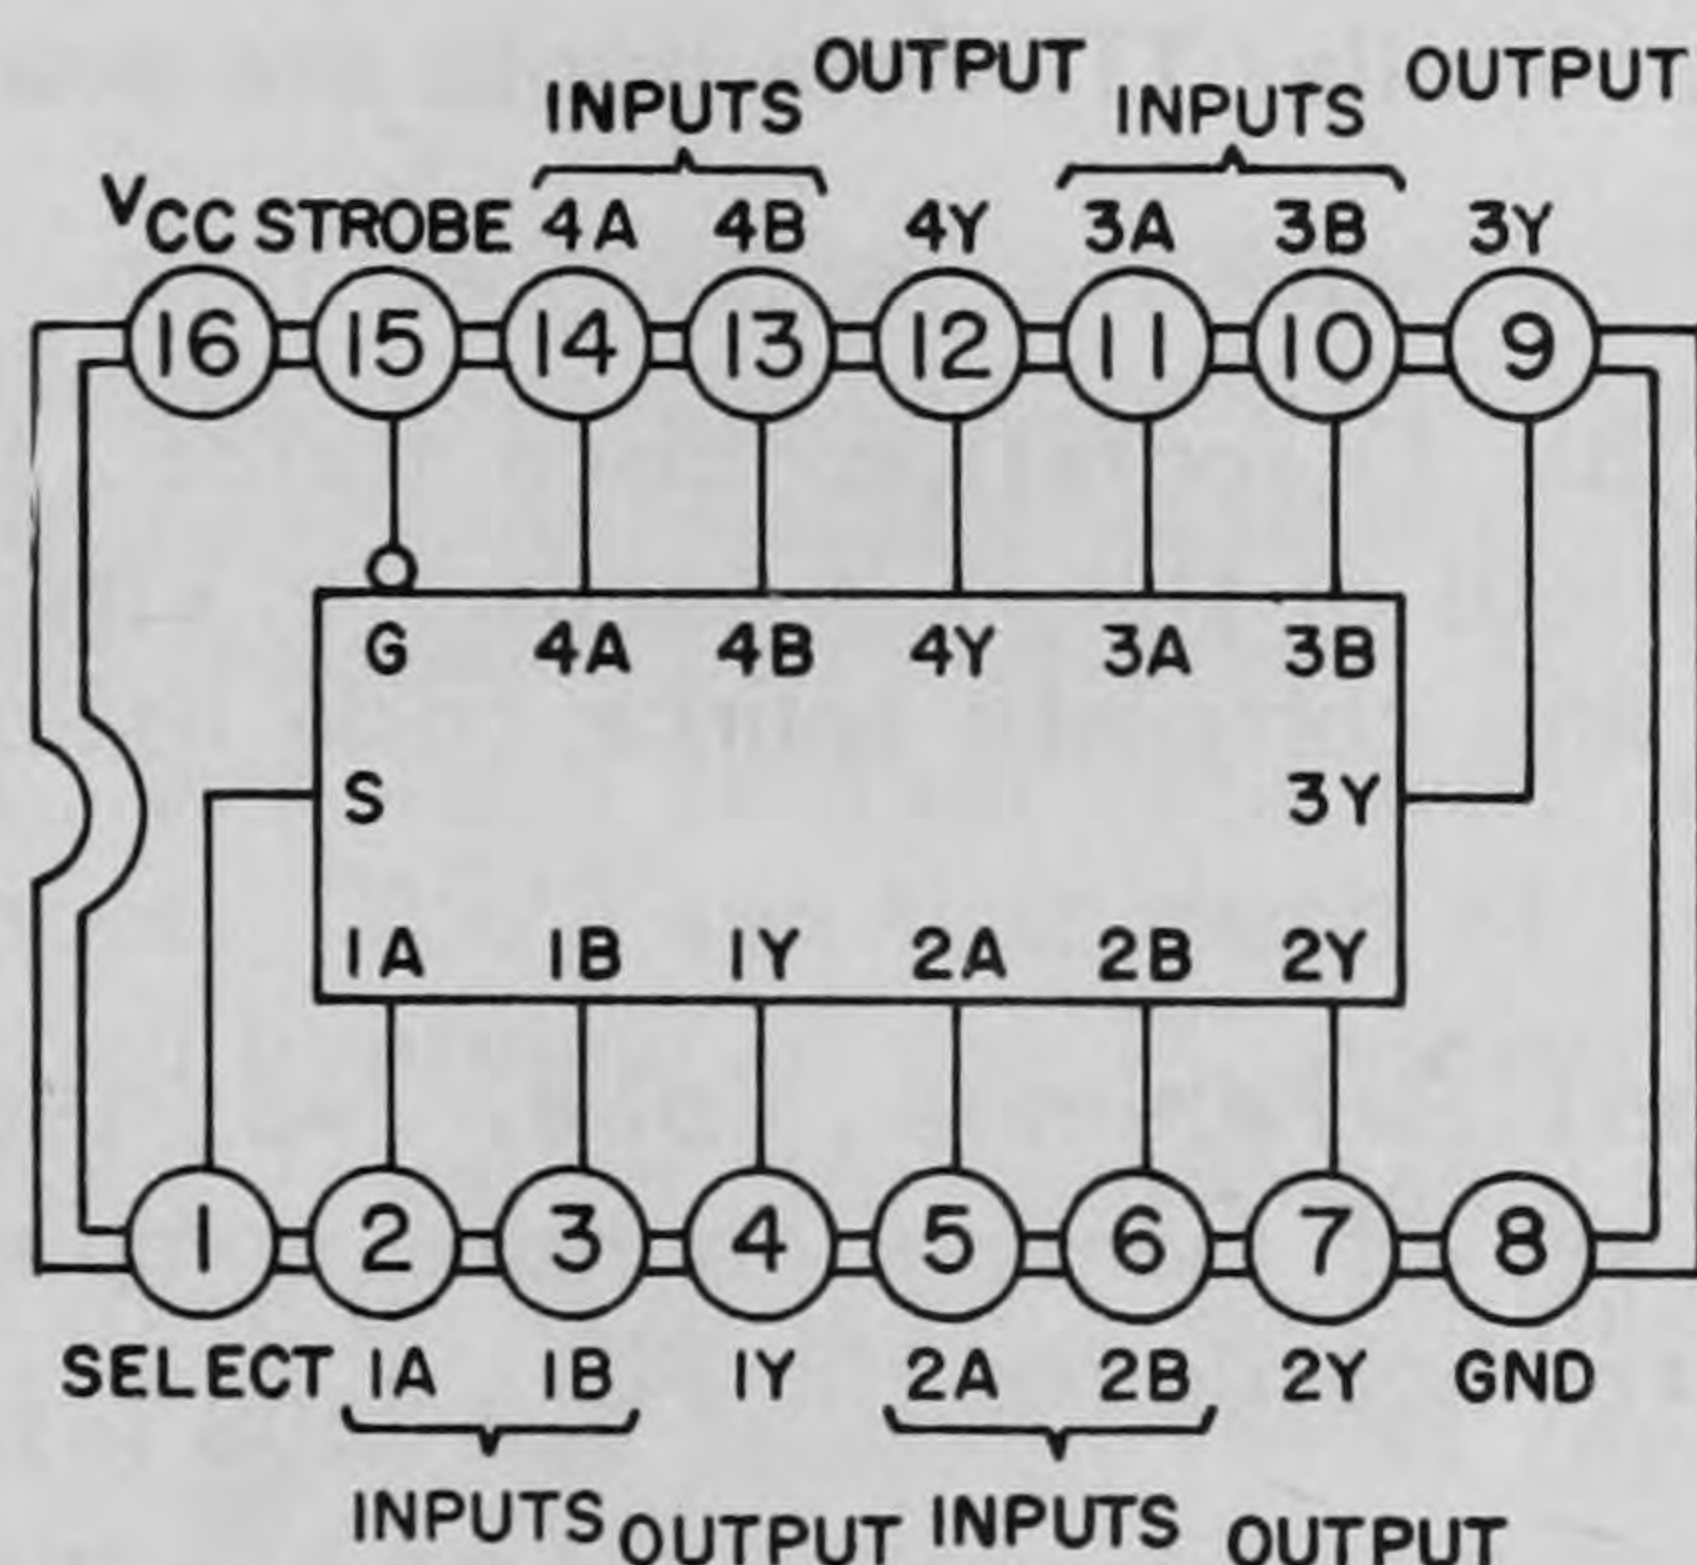 OUTPUT OUTPUT
INPUTS INPUTS
VCC STROBE 4A 4B 4Y 3A 3B 3Y
16 15 14 13 12 11 10 9
G 4A 4B 4Y 3A 3B
S 3Y
1A 1B 1Y 2A 2B 2Y
1 2 3 4 5 6 7 8
SELECT 1A 1B 1Y 2A 2B 2Y GND
INPUTS OUTPUT INPUTS OUTPUT